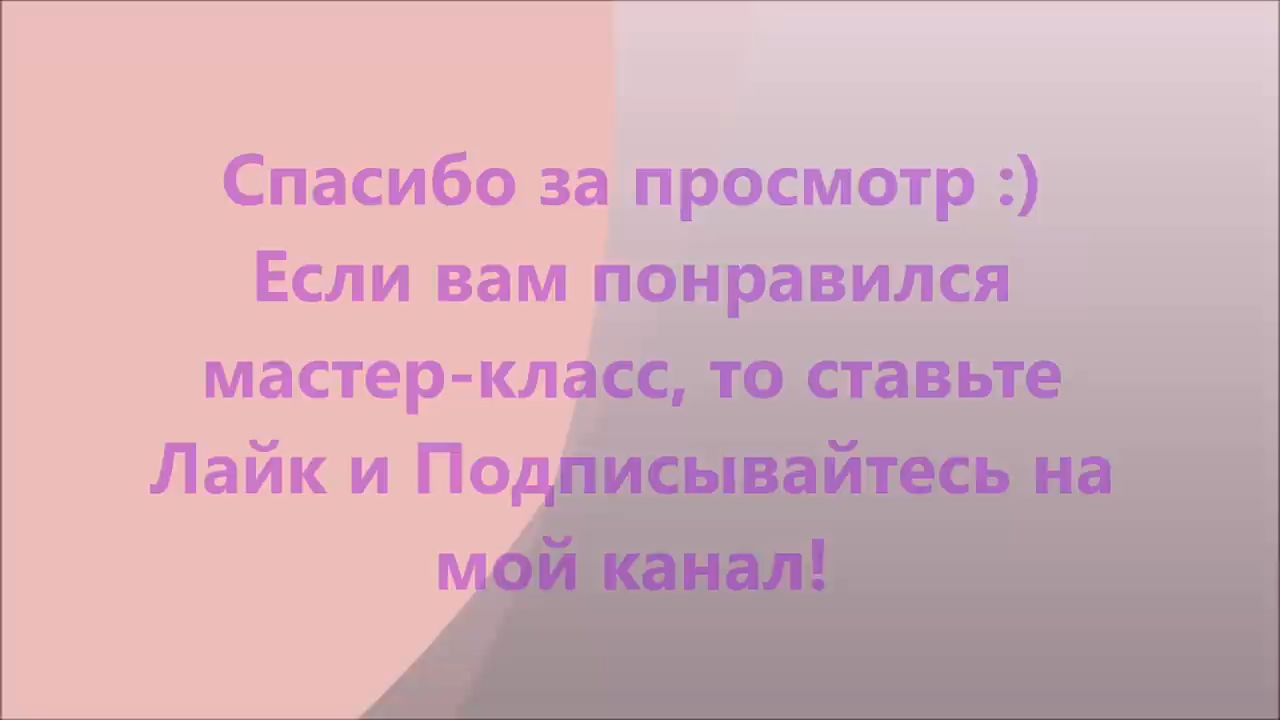 Спасибо за просмотр :)
Если вам понравился
мастер-класс, то ставьте
Лайк и Подписывайтесь на
мой канал!